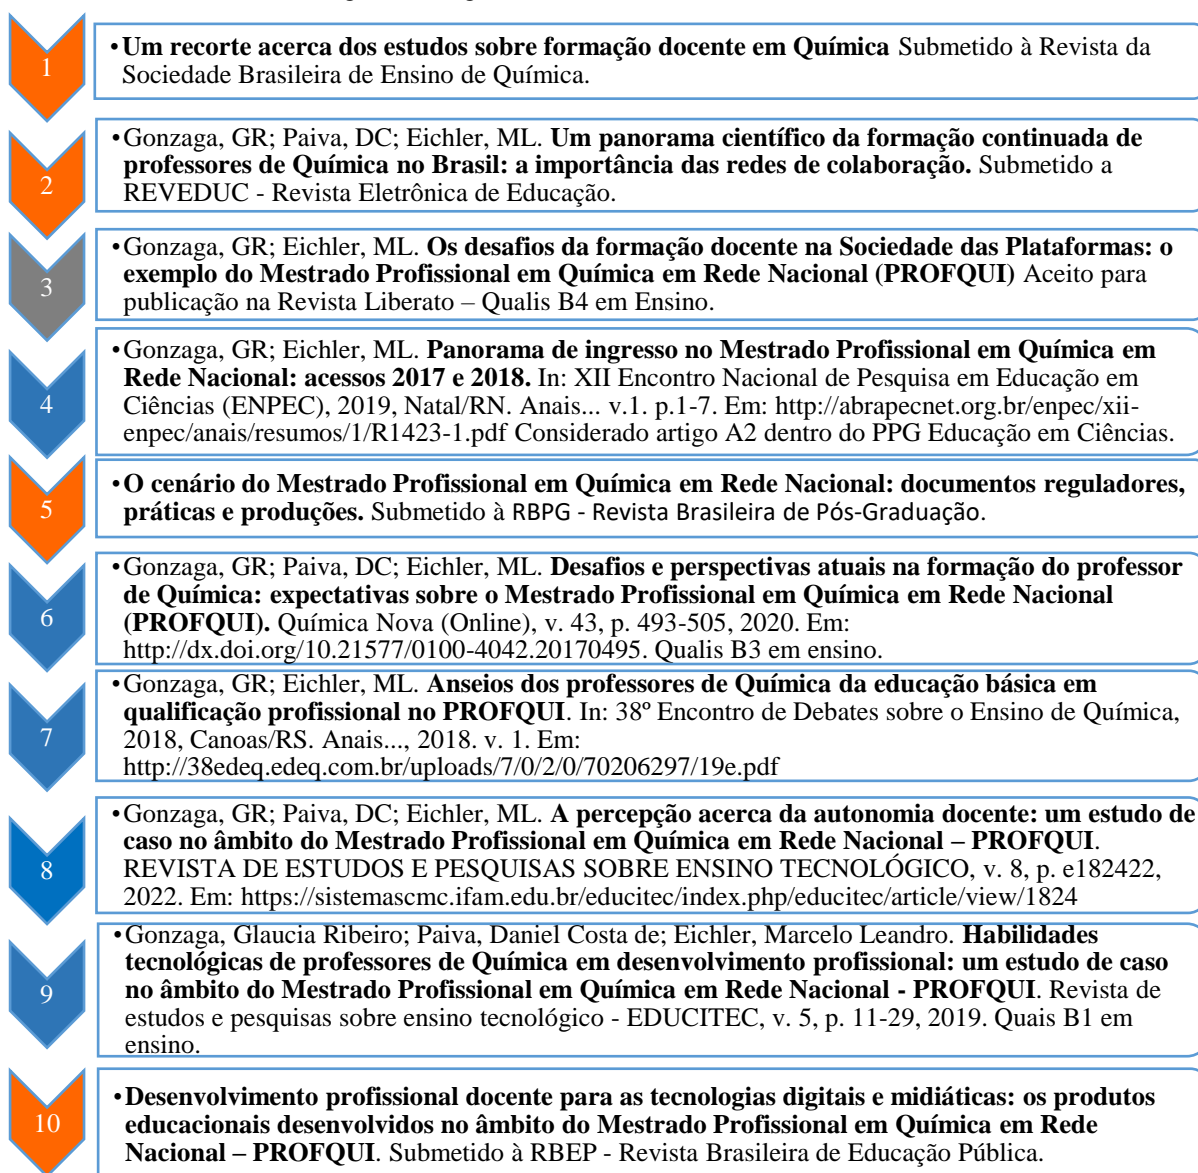 1
•Um recorte acerca dos estudos sobre formação docente em Química Submetido à Revista da
Sociedade Brasileira de Ensino de Química.
2
•Gonzaga, GR; Paiva, DC; Eichler, ML. Um panorama científico da formação continuada de
professores de Química no Brasil: a importância das redes de colaboração. Submetido a
REVEDUC - Revista Eletrônica de Educação.
3
•Gonzaga, GR; Eichler, ML. Os desafios da formação docente na Sociedade das Plataformas: o
exemplo do Mestrado Profissional em Química em Rede Nacional (PROFQUI) Aceito para
publicação na Revista Liberato – Qualis B4 em Ensino.
4
•Gonzaga, GR; Eichler, ML. Panorama de ingresso no Mestrado Profissional em Química em
Rede Nacional: acessos 2017 e 2018. In: XII Encontro Nacional de Pesquisa em Educação em
Ciências (ENPEC), 2019, Natal/RN. Anais... v.1. p.1-7. Em: http://abrapecnet.org.br/enpec/xii-
enpec/anais/resumos/1/R1423-1.pdf Considerado artigo A2 dentro do PPG Educação em Ciências.
5
•O cenário do Mestrado Profissional em Química em Rede Nacional: documentos reguladores,
práticas e produções. Submetido à RBPG - Revista Brasileira de Pós-Graduação.
6
•Gonzaga, GR; Paiva, DC; Eichler, ML. Desafios e perspectivas atuais na formação do professor
de Química: expectativas sobre o Mestrado Profissional em Química em Rede Nacional
(PROFQUI). Química Nova (Online), v. 43, p. 493-505, 2020. Em:
http://dx.doi.org/10.21577/0100-4042.20170495. Qualis B3 em ensino.
7
•Gonzaga, GR; Eichler, ML. Anseios dos professores de Química da educação básica em
qualificação profissional no PROFQUI. In: 38º Encontro de Debates sobre o Ensino de Química,
2018, Canoas/RS. Anais..., 2018. v. 1. Em:
http://38edeq.edeq.com.br/uploads/7/0/2/0/70206297/19e.pdf
8
•Gonzaga, GR; Paiva, DC; Eichler, ML. A percepção acerca da autonomia docente: um estudo de
caso no âmbito do Mestrado Profissional em Química em Rede Nacional – PROFQUI.
REVISTA DE ESTUDOS E PESQUISAS SOBRE ENSINO TECNOLÓGICO, v. 8, p. e182422,
2022. Em: https://sistemascmc.ifam.edu.br/educitec/index.php/educitec/article/view/1824
9
•Gonzaga, Glaucia Ribeiro; Paiva, Daniel Costa de; Eichler, Marcelo Leandro. Habilidades
tecnológicas de professores de Química em desenvolvimento profissional: um estudo de caso
no âmbito do Mestrado Profissional em Química em Rede Nacional - PROFQUI. Revista de
estudos e pesquisas sobre ensino tecnológico - EDUCITEC, v. 5, p. 11-29, 2019. Quais B1 em
ensino.
10
•Desenvolvimento profissional docente para as tecnologias digitais e midiáticas: os produtos
educacionais desenvolvidos no âmbito do Mestrado Profissional em Química em Rede
Nacional – PROFQUI. Submetido à RBEP - Revista Brasileira de Educação Pública.